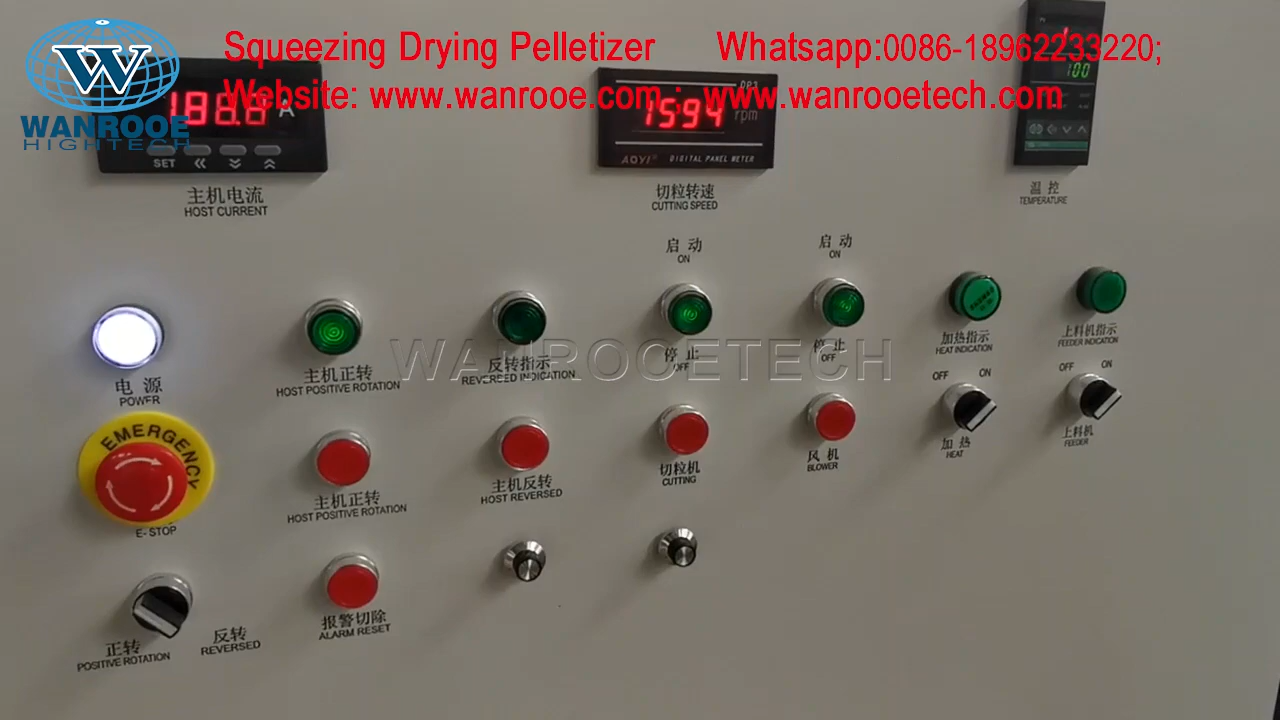 Squeezing Drying Pelletizer Whatsapp:0086-18962233220;
Website: www.wanrooe.com; www.wanrooetech.com
W
WANROOE
HIGHTECH
A
SET
主机电流
HOST CURRENT
DP3
1594 rpm
AOYI DIGITAL PANEL METER
切粒转速
CUTTING SPEED
100
温 控
TEMPERATURE
启 动
ON
启 动
ON
电 源
POWER
主机正转
HOST POSITIVE ROTATION
反转指示
REVERSED INDICATION
停 止
OFF
停 止
OFF
加热指示
HEAT INDICATION
上料机指示
FEEDER INDICATION
WANROOETECH
OFF ON
OFF ON
EMERGENCY
E- STOP
主机正转
HOST POSITIVE ROTATION
主机反转
HOST REVERSED
切粒机
CUTTING
风 机
BLOWER
加 热
HEAT
上料机
FEEDER
正转
POSITIVE ROTATION
反转
REVERSED
报警切除
ALARM RESET